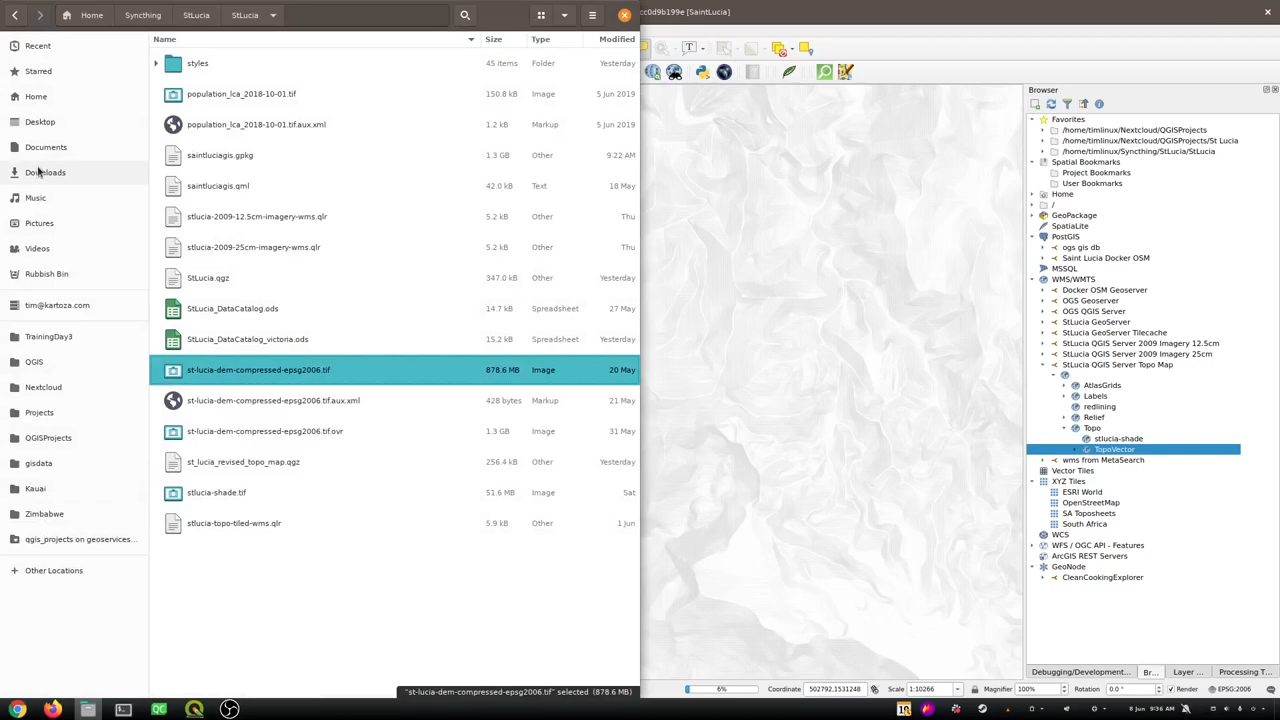 Home Syncthing StLucia StLucia
cc0d9b199e [SaintLucia]
Recent
Starred
Home
Desktop
Documents
Downloads
Music
Pictures
Videos
Rubbish Bin
tim@kartoza.com
TrainingDay3
QGIS
Nextcloud
Projects
QGISProjects
gisdata
Kauai
Zimbabwe
qgis_projects on geoservices...
Other Locations
Name Size Type Modified
styles 45 items Folder Yesterday
population_lca_2018-10-01.tif 150.8 kB Image 5 Jun 2019
population_lca_2018-10-01.tif.aux.xml 1.2 kB Markup 5 Jun 2019
saintluciagis.gpkg 1.3 GB Other 9:22 AM
saintluciagis.qml 42.0 kB Text 18 May
stlucia-2009-12.5cm-imagery-wms.qlr 5.2 kB Other Thu
stlucia-2009-25cm-imagery-wms.qlr 5.2 kB Other Thu
StLucia.qgz 347.0 kB Other Yesterday
StLucia_DataCatalog.ods 14.7 kB Spreadsheet 27 May
StLucia_DataCatalog_victoria.ods 15.2 kB Spreadsheet Yesterday
st-lucia-dem-compressed-epsg2006.tif 878.6 MB Image 20 May
st-lucia-dem-compressed-epsg2006.tif.aux.xml 428 bytes Markup 21 May
st-lucia-dem-compressed-epsg2006.tif.ovr 1.3 GB Image 31 May
st_lucia_revised_topo_map.qgz 256.4 kB Other Yesterday
stlucia-shade.tif 51.6 MB Image Sat
stlucia-topo-tiled-wms.qlr 5.9 kB Other 1 Jun
"st-lucia-dem-compressed-epsg2006.tif" selected (878.6 MB)
Browser
Favorites
/home/timlinux/Nextcloud/QGISProjects
/home/timlinux/Nextcloud/QGISProjects/St Lucia
/home/timlinux/Syncthing/StLucia/StLucia
Spatial Bookmarks
Project Bookmarks
User Bookmarks
Home
/
GeoPackage
SpatiaLite
PostGIS
ogs gis db
Saint Lucia Docker OSM
MSSQL
WMS/WMTS
Docker OSM Geoserver
OGS Geoserver
OGS QGIS Server
StLucia GeoServer
StLucia GeoServer Tilecache
StLucia QGIS Server 2009 Imagery 12.5cm
StLucia QGIS Server 2009 Imagery 25cm
StLucia QGIS Server Topo Map
AtlasGrids
Labels
redlining
Relief
Topo
stlucia-shade
TopoVector
wms from MetaSearch
Vector Tiles
XYZ Tiles
ESRI World
OpenStreetMap
SA Toposheets
South Africa
WCS
WFS / OGC API - Features
ArcGIS REST Servers
GeoNode
CleanCookingExplorer
Debugging/Development... Br... Layer ... Processing T...
6% Coordinate 502792,1531248 Scale 1:10266 Magnifier 100% Rotation 0.0 ° Render EPSG:2006
8 Jun 9:36 AM